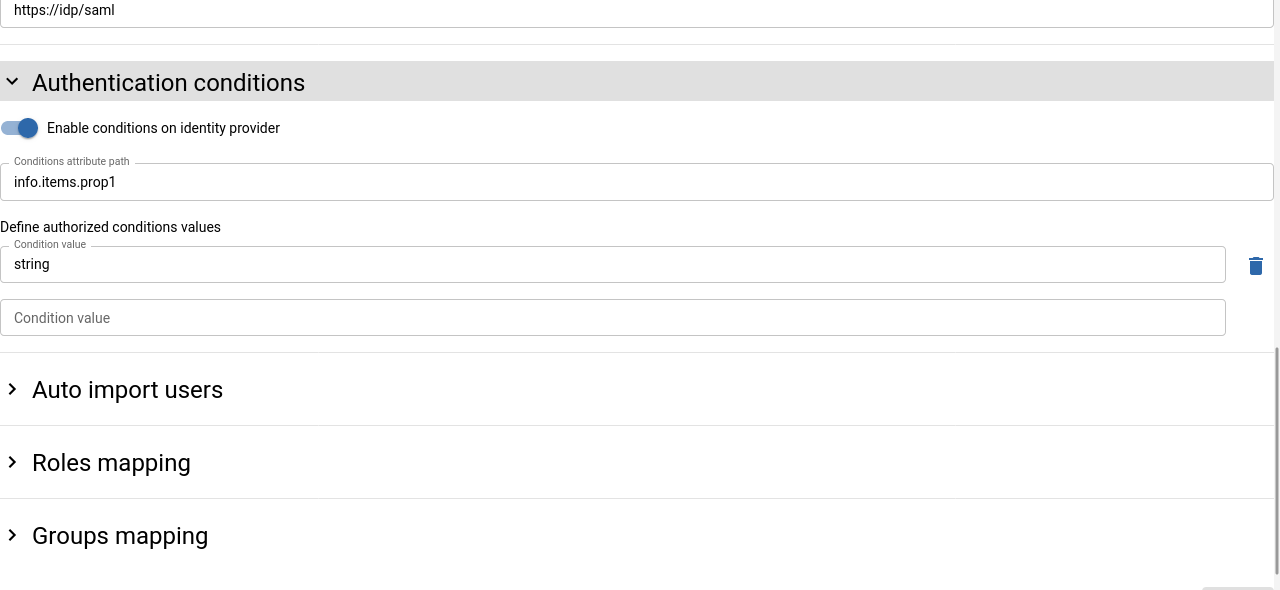 https://idp/saml
Authentication conditions
Enable conditions on identity provider
Conditions attribute path
info.items.prop1
Define authorized conditions values
Condition value
string
Condition value
Auto import users
Roles mapping
Groups mapping